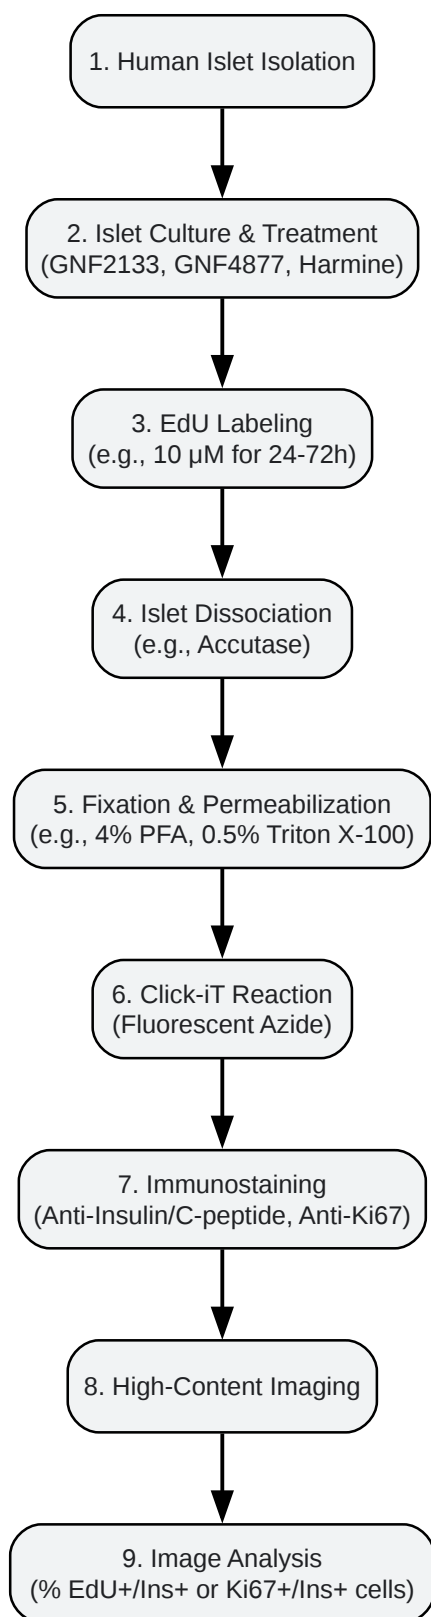 1. Human Islet Isolation
2. Islet Culture & Treatment
(GNF2133, GNF4877, Harmine)
3. EdU Labeling
(e.g., 10 μM for 24-72h)
4. Islet Dissociation
(e.g., Accutase)
5. Fixation & Permeabilization
(e.g., 4% PFA, 0.5% Triton X-100)
6. Click-iT Reaction
(Fluorescent Azide)
7. Immunostaining
(Anti-Insulin/C-peptide, Anti-Ki67)
8. High-Content Imaging
9. Image Analysis
(% EdU+/Ins+ or Ki67+/Ins+ cells)